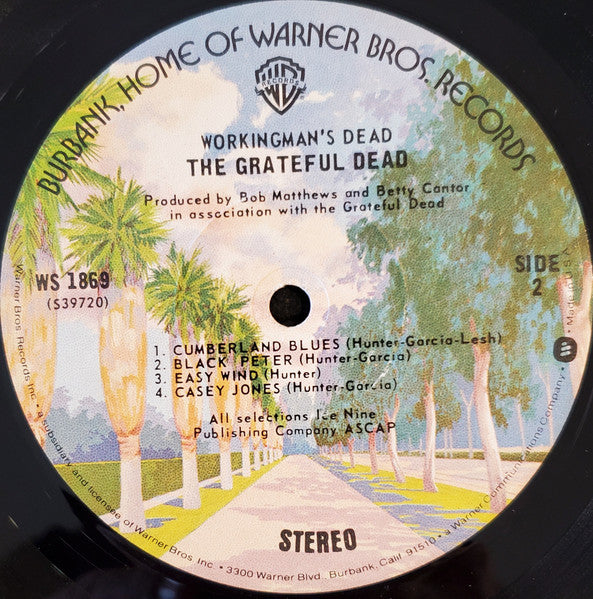 BURBANK, HOME OF WARNER BROS. RECORDS
RECORDS
WORKINGMAN'S DEAD
THE GRATEFUL DEAD
Produced by Bob Matthews and Betty Cantor
in association with the Grateful Dead
WS 1869
(S39720)
SIDE
2
1. CUMBERLAND BLUES (Hunter-Garcia-Lesh)
2. BLACK PETER (Hunter-Garcia)
3. EASY WIND (Hunter)
4. CASEY JONES (Hunter-Garcia)
All selections Ice Nine
Publishing Company ASCAP
STEREO
Warner Bros Records Inc. • a subsidiary and licensee of Warner Bros. Inc. • 3300 Warner Blvd., Burbank, Calif. 91510 • a Warner Communications Company • Made in U.S.A.